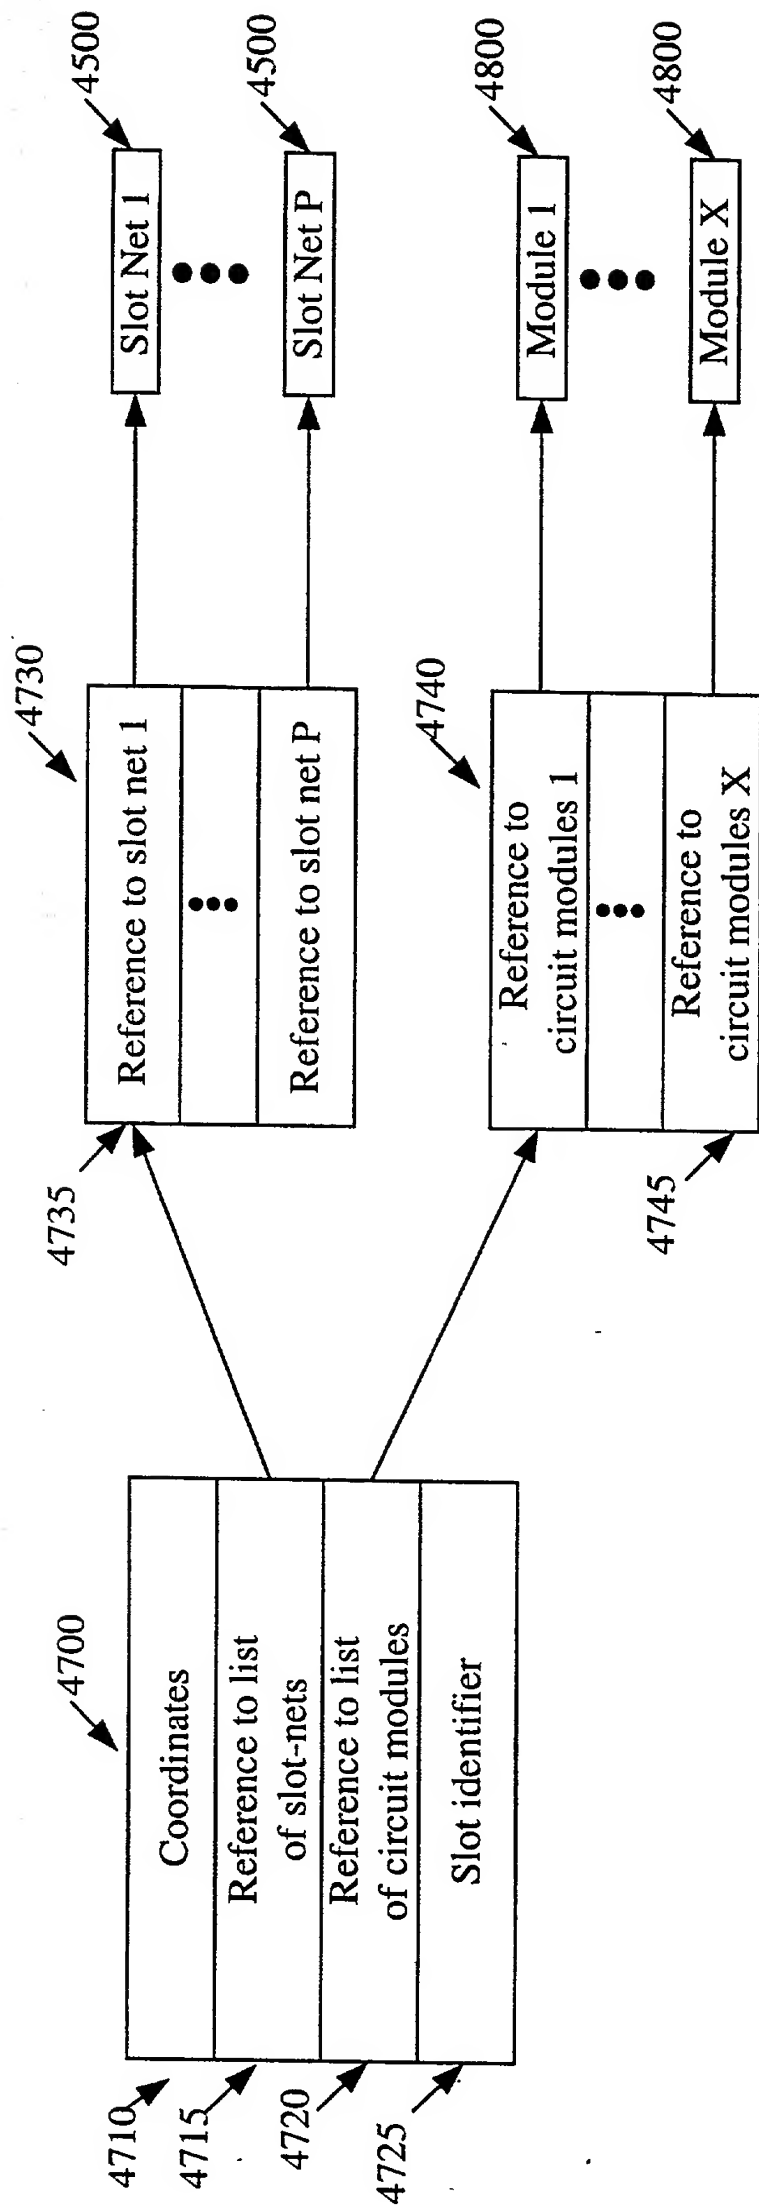 4700
4710
Coordinates
4715
Reference to list
of slot-nets
4720
Reference to list
of circuit modules
4725
Slot identifier
4730
4735
Reference to slot net 1
Reference to slot net P
4740
Reference to
circuit modules 1
4745
Reference to
circuit modules X
4500
Slot Net 1
4500
Slot Net P
4800
Module 1
4800
Module X